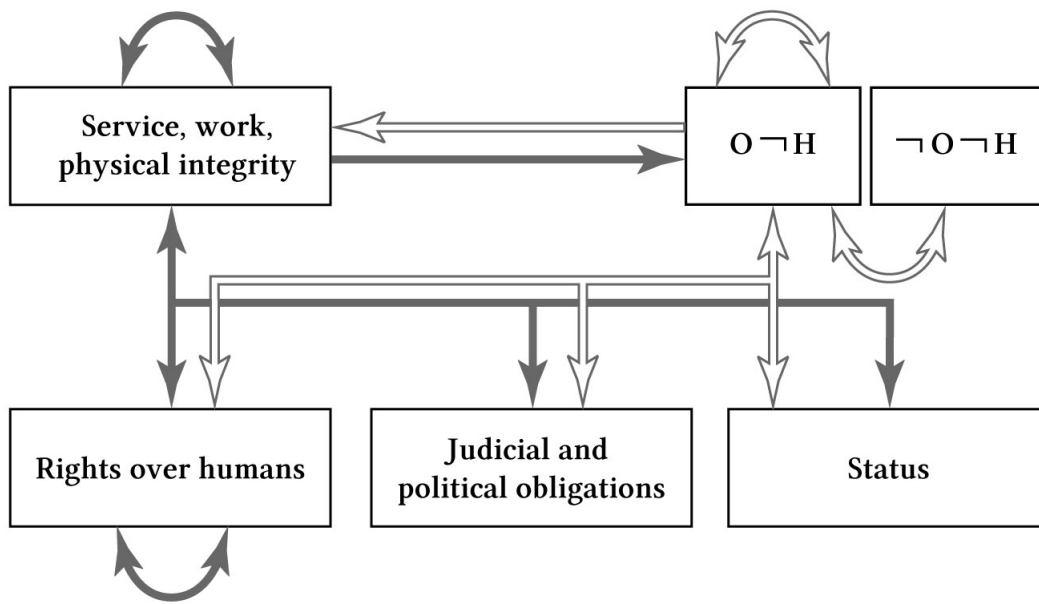 Service, work,
physical integrity
O ¬ H
¬ O ¬ H
Rights over humans
Judicial and
political obligations
Status